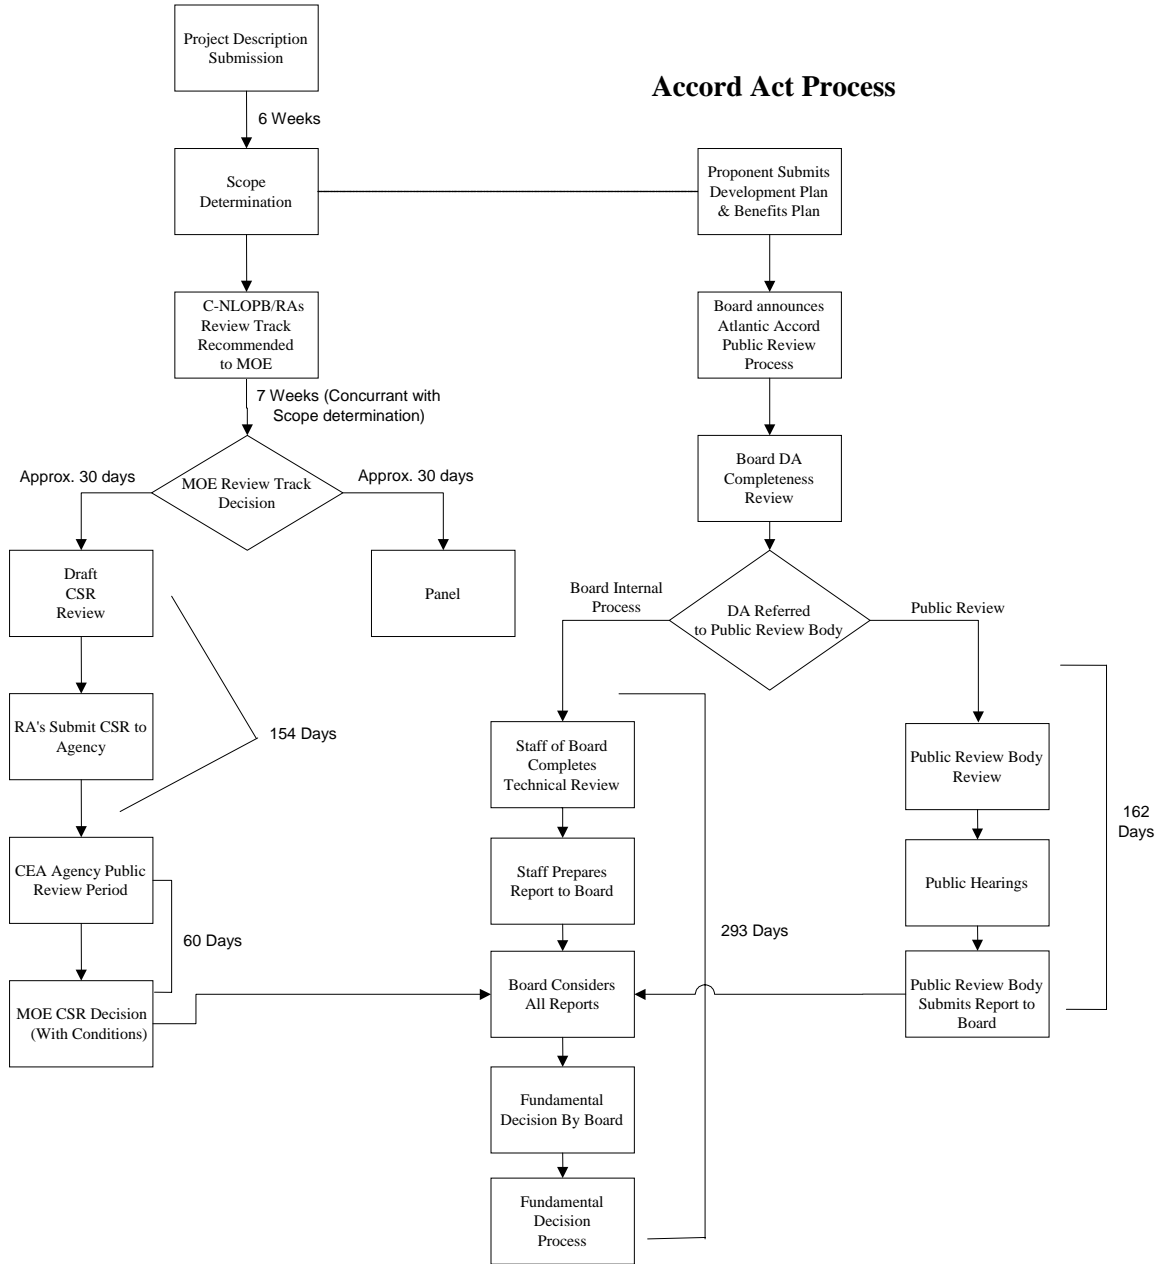 Project Description
Submission
Accord Act Process
6 Weeks
Scope
Determination
Proponent Submits
Development Plan
& Benefits Plan
C-NLOPB/RAs
Review Track
Recommended
to MOE
Board announces
Atlantic Accord
Public Review
Process
7 Weeks (Concurrant with
Scope determination)
Approx. 30 days
MOE Review Track
Decision
Approx. 30 days
Board DA
Completeness
Review
Draft
CSR
Review
Panel
Board Internal
Process
DA Referred
to Public Review Body
Public Review
RA's Submit CSR to
Agency
154 Days
Staff of Board
Completes
Technical Review
Public Review Body
Review
162
Days
CEA Agency Public
Review Period
Staff Prepares
Report to Board
Public Hearings
60 Days
293 Days
MOE CSR Decision
(With Conditions)
Board Considers
All Reports
Public Review Body
Submits Report to
Board
Fundamental
Decision By Board
Fundamental
Decision
Process